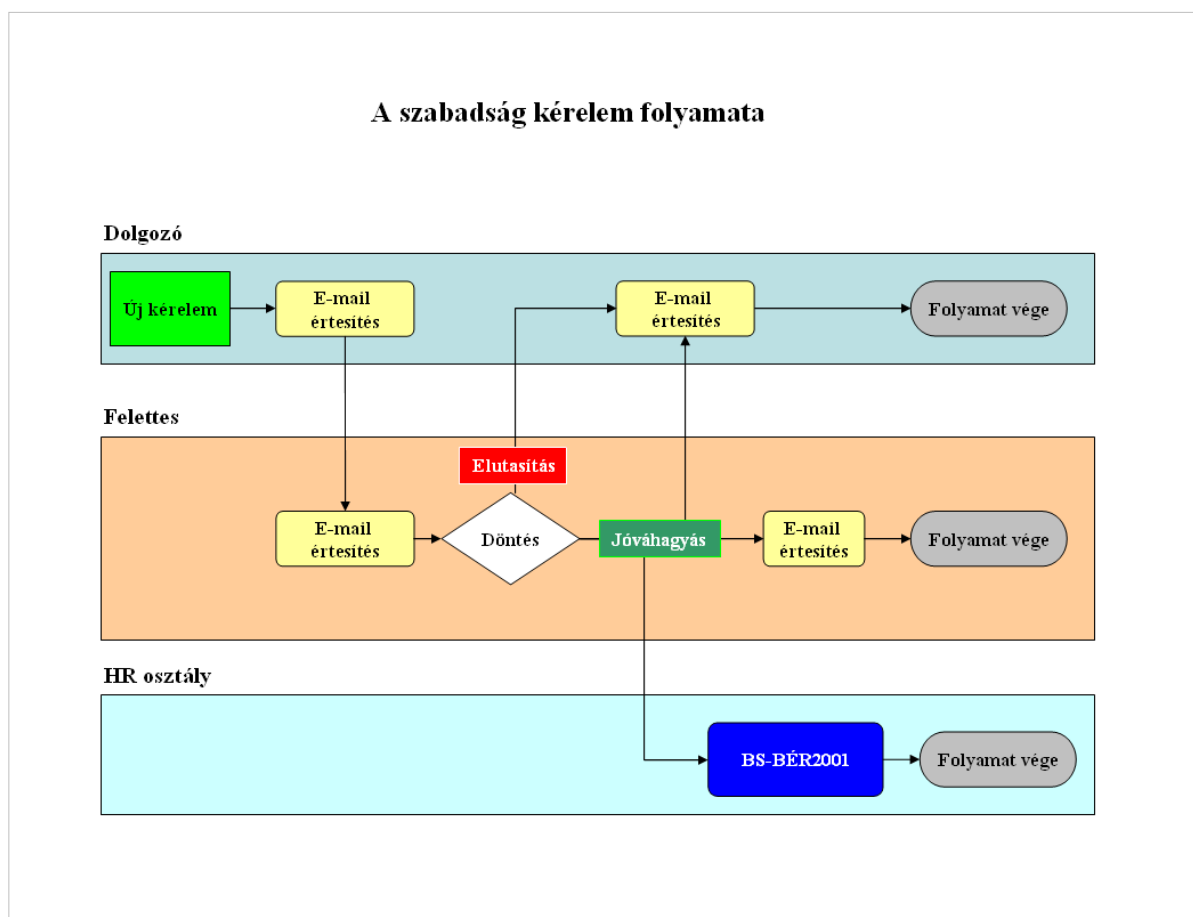 A szabadság kérelem folyamata
Dolgozó
Új kérelem
E-mail
értesítés
E-mail
értesítés
Folyamat vége
Felettes
Elutasítás
E-mail
értesítés
Döntés
Jóváhagyás
E-mail
értesítés
Folyamat vége
HR osztály
BS-BÉR2001
Folyamat vége